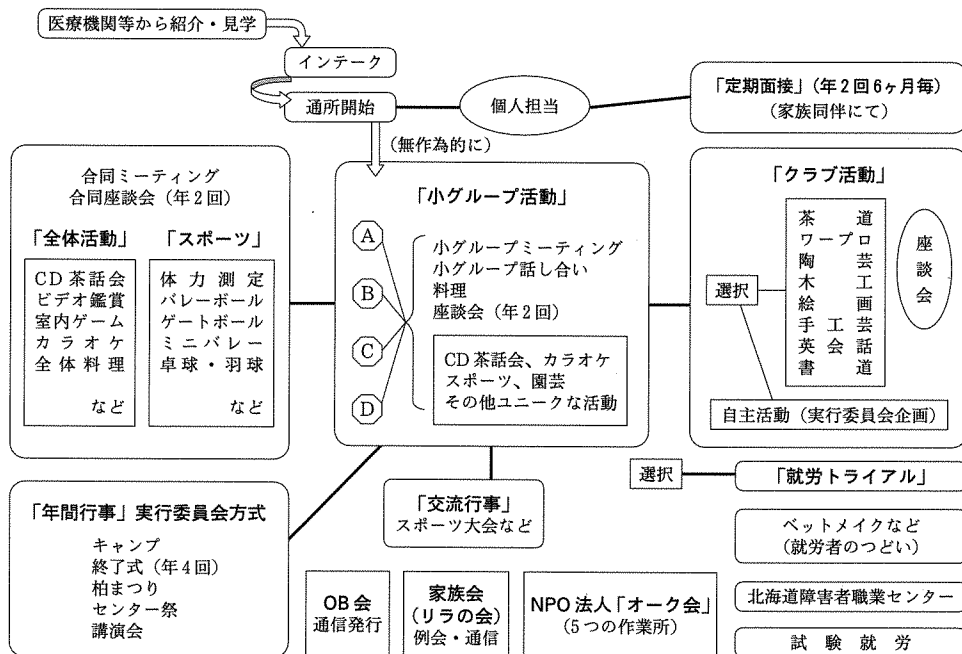 医療機関等から紹介・見学
インテーク
通所開始
個人担当
「定期面接」(年2回6ヶ月毎)
(家族同伴にて)
(無作為的に)
合同ミーティング
合同座談会(年2回)
「全体活動」
CD茶話会
ビデオ鑑賞
室内ゲーム
カラオケ
全体料理
など
「スポーツ」
体力測定
バレーボール
ゲートボール
ミニバレー
卓球・羽球
など
「小グループ活動」
A
B
C
D
小グループミーティング
小グループ話し合い
料理
座談会(年2回)
CD茶話会、カラオケ
スポーツ、園芸
その他ユニークな活動
「クラブ活動」
選択
茶道
ワープロ
陶芸
木工
絵画
手工芸
英会話
書道
座談会
自主活動(実行委員会企画)
「年間行事」実行委員会方式
キャンプ
終了式(年4回)
柏まつり
センター祭
講演会
「交流行事」
スポーツ大会など
選択
「就労トライアル」
ベットメイクなど
(就労者のつどい)
北海道障害者職業センター
試験就労
OB会
通信発行
家族会
(リラの会)
例会・通信
NPO法人「オーク会」
(5つの作業所)